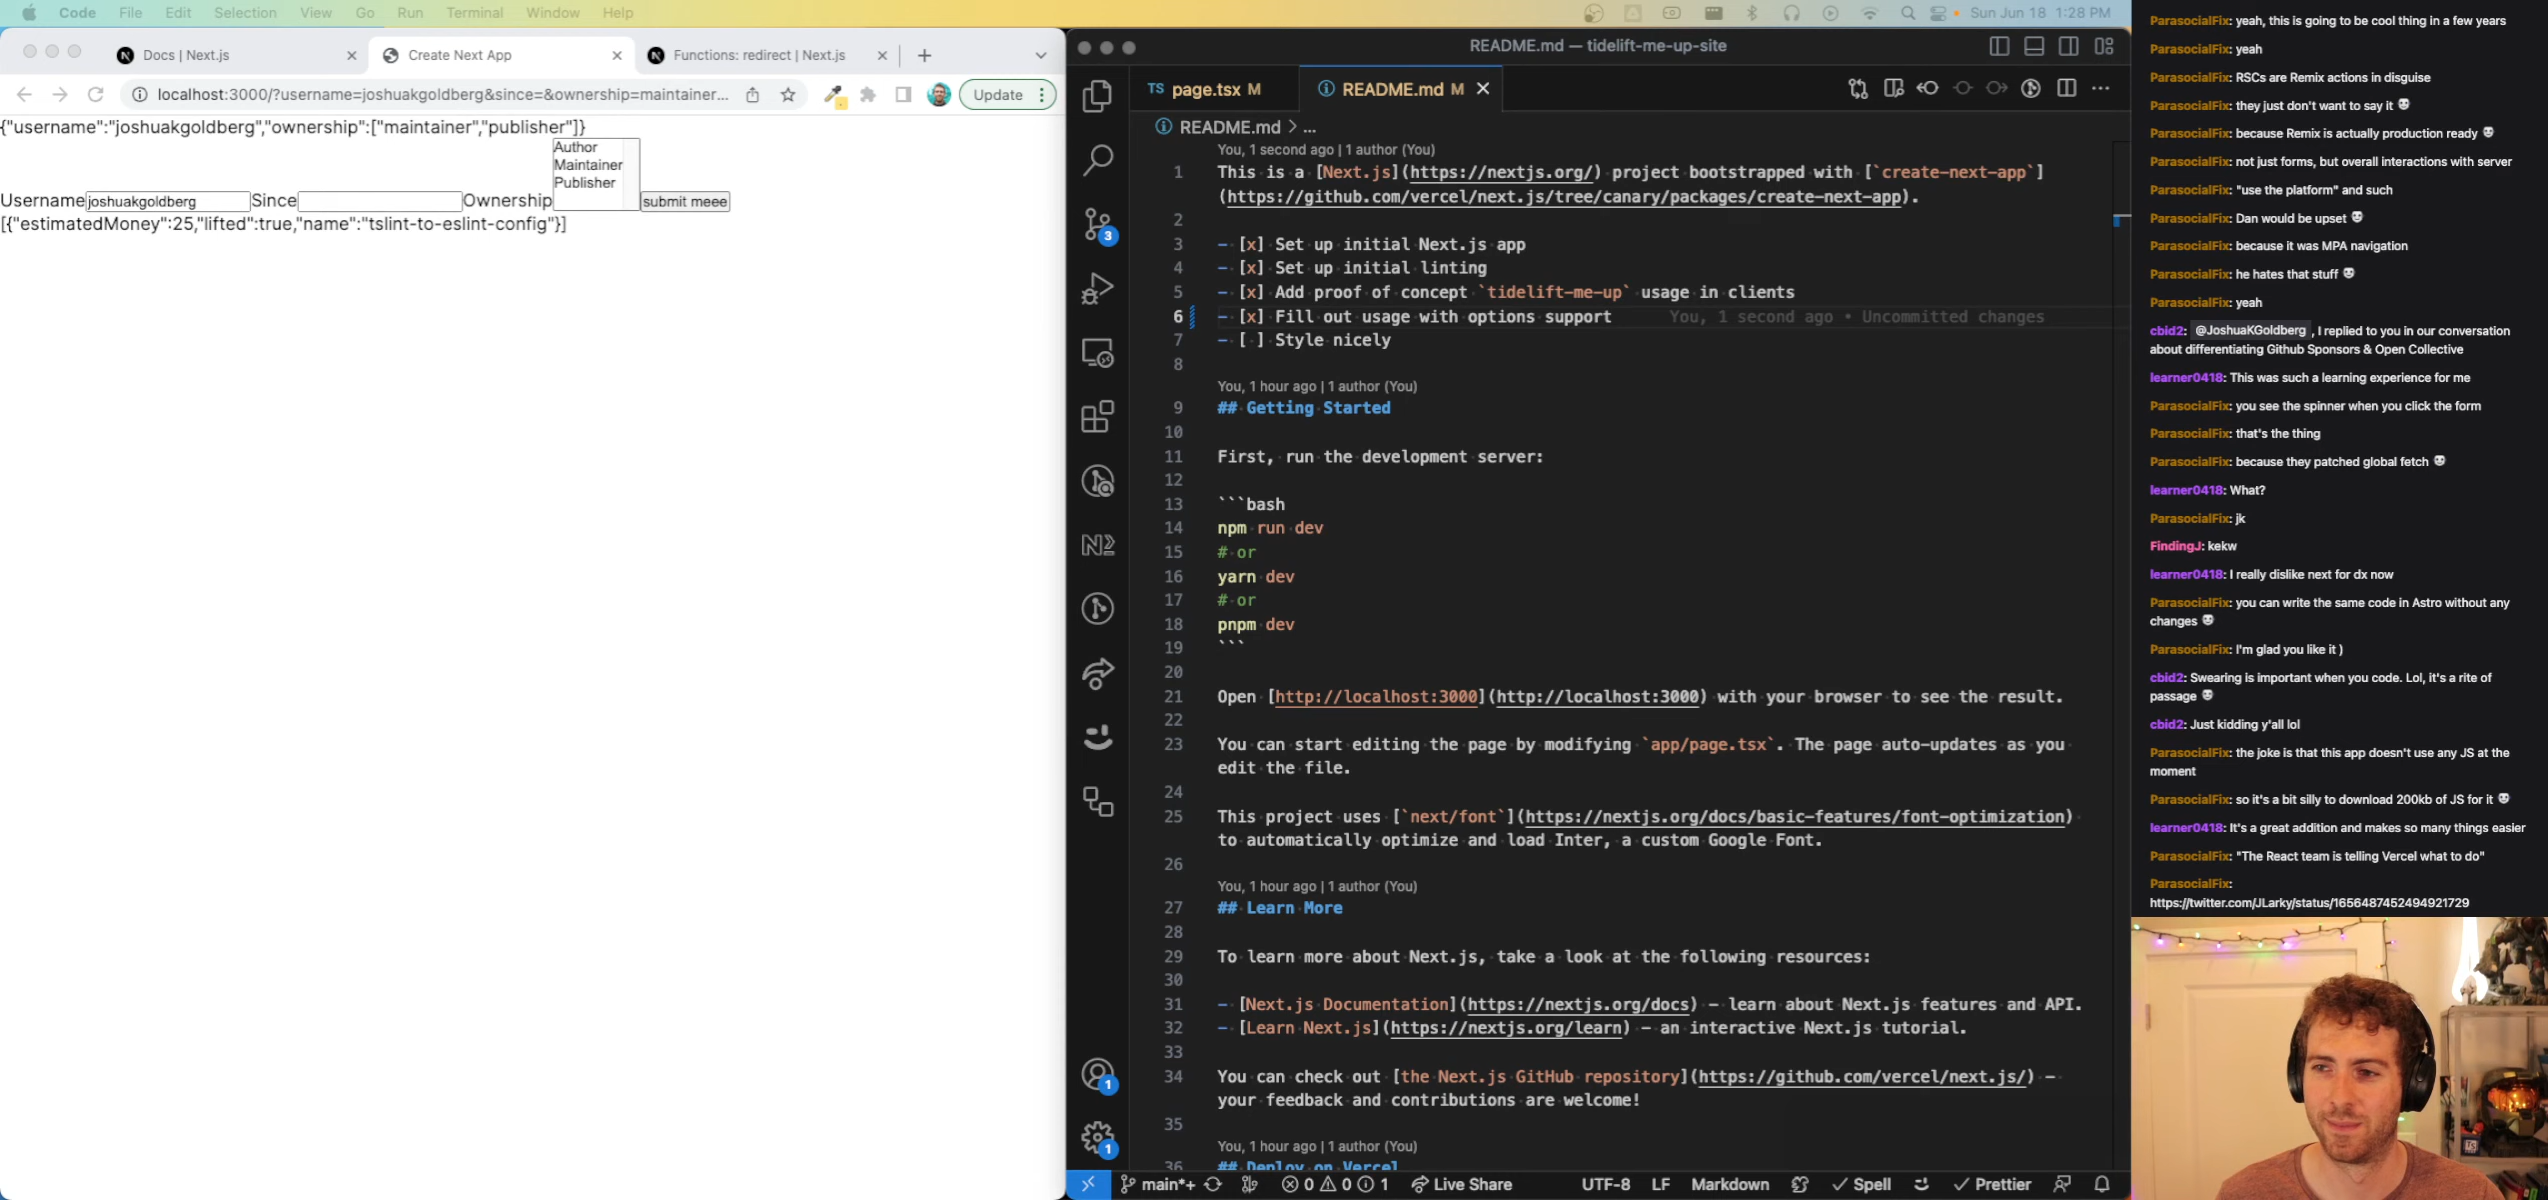 Code File Edit Selection View Go Run Terminal Window Help
Sun Jun 18 1:28 PM
Docs | Next.js
Create Next App
Functions: redirect | Next.js
localhost:3000/?username=joshuakgoldberg&since=&ownership=maintainer...
Update
{"username":"joshuakgoldberg","ownership":["maintainer","publisher"]}
Author
Maintainer
Publisher
Username joshuakgoldberg Since Ownership submit meee
[{"estimatedMoney":25,"lifted":true,"name":"tslint-to-eslint-config"}]
README.md — tidelift-me-up-site
TS page.tsx M
README.md M
README.md > ...
3
1
1
You, 1 second ago | 1 author (You)
1 This is a [Next.js](https://nextjs.org/) project bootstrapped with [`create-next-app`]
(https://github.com/vercel/next.js/tree/canary/packages/create-next-app).
2
3 - [x] Set up initial Next.js app
4 - [x] Set up initial linting
5 - [x] Add proof of concept `tidelift-me-up` usage in clients
6 - [x] Fill out usage with options support You, 1 second ago • Uncommitted changes
7 - [ ] Style nicely
8
You, 1 hour ago | 1 author (You)
9 ## Getting Started
10
11 First, run the development server:
12
13 ```bash
14 npm run dev
15 # or
16 yarn dev
17 # or
18 pnpm dev
19 ```
20
21 Open [http://localhost:3000](http://localhost:3000) with your browser to see the result.
22
23 You can start editing the page by modifying `app/page.tsx`. The page auto-updates as you
edit the file.
24
25 This project uses [`next/font`](https://nextjs.org/docs/basic-features/font-optimization)
to automatically optimize and load Inter, a custom Google Font.
26
You, 1 hour ago | 1 author (You)
27 ## Learn More
28
29 To learn more about Next.js, take a look at the following resources:
30
31 - [Next.js Documentation](https://nextjs.org/docs) - learn about Next.js features and API.
32 - [Learn Next.js](https://nextjs.org/learn) - an interactive Next.js tutorial.
33
34 You can check out [the Next.js GitHub repository](https://github.com/vercel/next.js/) -
your feedback and contributions are welcome!
35
You, 1 hour ago | 1 author (You)
36 ## Deploy on Vercel
main*+ 0 0 1 Live Share UTF-8 LF Markdown Spell Prettier
ParasocialFix: yeah, this is going to be cool thing in a few years
ParasocialFix: yeah
ParasocialFix: RSCs are Remix actions in disguise
ParasocialFix: they just don't want to say it
ParasocialFix: because Remix is actually production ready
ParasocialFix: not just forms, but overall interactions with server
ParasocialFix: "use the platform" and such
ParasocialFix: Dan would be upset
ParasocialFix: because it was MPA navigation
ParasocialFix: he hates that stuff
ParasocialFix: yeah
cbid2: @JoshuaKGoldberg , I replied to you in our conversation
about differentiating Github Sponsors & Open Collective
learner0418: This was such a learning experience for me
ParasocialFix: you see the spinner when you click the form
ParasocialFix: that's the thing
ParasocialFix: because they patched global fetch
learner0418: What?
ParasocialFix: jk
FindingJ: kekw
learner0418: I really dislike next for dx now
ParasocialFix: you can write the same code in Astro without any
changes
ParasocialFix: I'm glad you like it )
cbid2: Swearing is important when you code. Lol, it's a rite of
passage
cbid2: Just kidding y'all lol
ParasocialFix: the joke is that this app doesn't use any JS at the
moment
ParasocialFix: so it's a bit silly to download 200kb of JS for it
learner0418: It's a great addition and makes so many things easier
ParasocialFix: "The React team is telling Vercel what to do"
ParasocialFix:
https://twitter.com/JLarky/status/1656487452494921729